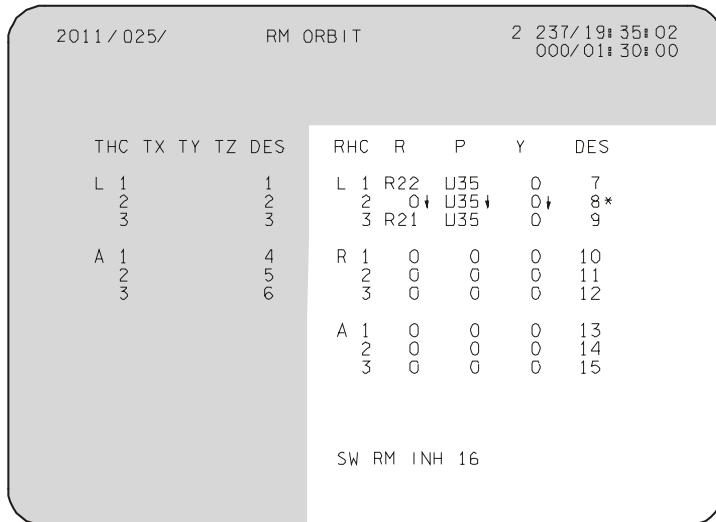 2011/025/ RM ORBIT 2 237/19:35:02
000/01:30:00
THC TX TY TZ DES RHC R P Y DES
L 1 1 L 1 R22 U35 0 7
2 2 2 0↓ U35↓ 0↓ 8*
3 3 3 R21 U35 0 9
A 1 4 R 1 0 0 0 10
2 5 2 0 0 0 11
3 6 3 0 0 0 12
A 1 0 0 0 13
2 0 0 0 14
3 0 0 0 15
SW RM INH 16